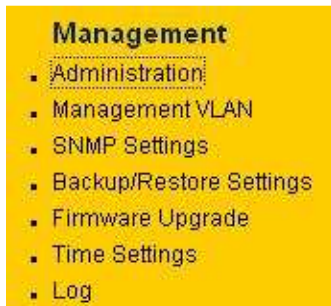 Management
Administration
Management VLAN
SNMP Settings
Backup/Restore Settings
Firmware Upgrade
Time Settings
Log